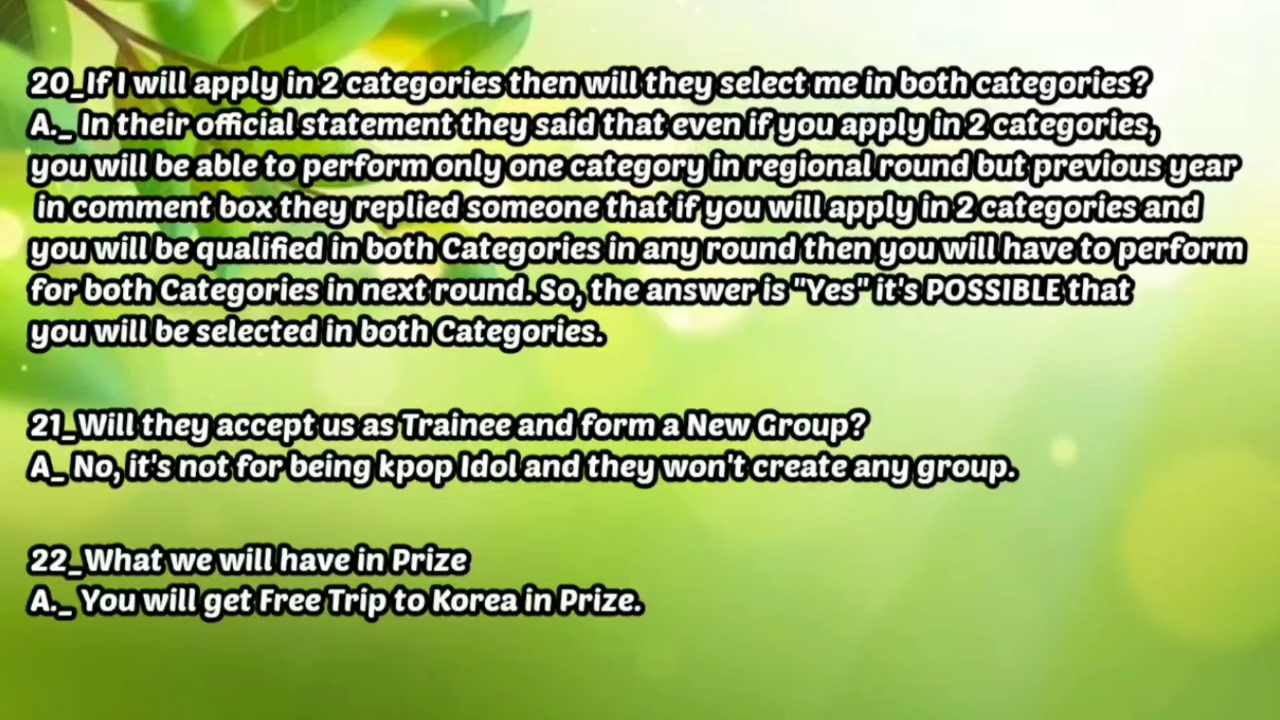 20_If I will apply in 2 categories then will they select me in both categories?
A._ In their official statement they said that even if you apply in 2 categories,
you will be able to perform only one category in regional round but previous year
in comment box they replied someone that if you will apply in 2 categories and
you will be qualified in both Categories in any round then you will have to perform
for both Categories in next round. So, the answer is "Yes" it's POSSIBLE that
you will be selected in both Categories.
21_Will they accept us as Trainee and form a New Group?
A_ No, it's not for being kpop Idol and they won't create any group.
22_What we will have in Prize
A._ You will get Free Trip to Korea in Prize.